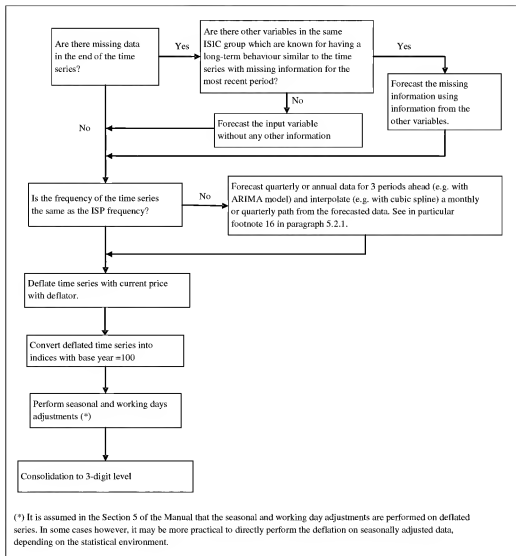 Are there missing data
in the end of the time
series?
Yes
Are there other variables in the same
ISIC group which are known for having a
long-term behaviour similar to the time
series with missing information for the
most recent period?
Yes
Forecast the missing
information using
information from the
other variables.
No
Forecast the input variable
without any other information
No
Is the frequency of the time series
the same as the ISP frequency?
No
Forecast quarterly or annual data for 3 periods ahead (e.g. with
ARIMA model) and interpolate (e.g. with cubic spline) a monthly
or quarterly path from the forecasted data. See in particular
footnote 16 in paragraph 5.2.1.
Deflate time series with current price
with deflator.
Convert deflated time series into
indices with base year =100
Perform seasonal and working days
adjustments (*)
Consolidation to 3-digit level
(*) It is assumed in the Section 5 of the Manual that the seasonal and working day adjustments are performed on deflated
series. In some cases however, it may be more practical to directly perform the deflation on seasonally adjusted data,
depending on the statistical environment.